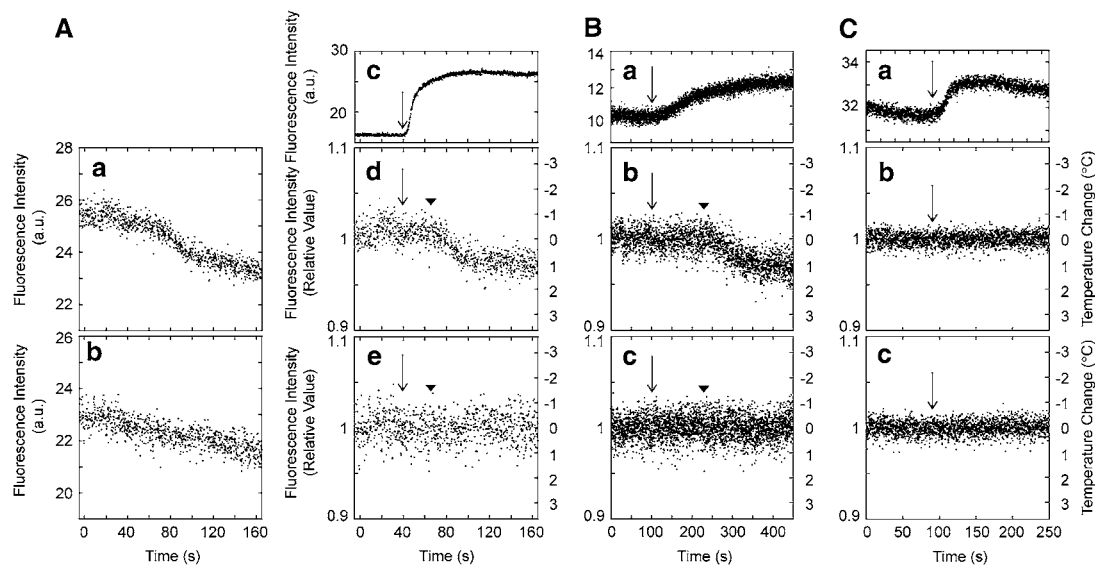 A
B
C
Fluorescence Intensity
(a.u.)
30
20
c
14
12
10
a
34
32
a
Fluorescence Intensity
(a.u.)
28
26
24
22
a
Fluorescence Intensity
(Relative Value)
1.1
1
0.9
d
-3
-2
-1
0
1
2
3
1.1
1
0.9
b
-3
-2
-1
0
1
2
3
1.1
1
0.9
b
-3
-2
-1
0
1
2
3
Temperature Change (°C)
Fluorescence Intensity
(a.u.)
26
24
22
20
b
0 40 80 120 160
Time (s)
Fluorescence Intensity
(Relative Value)
1.1
1
0.9
e
-3
-2
-1
0
1
2
3
0 40 80 120 160
Time (s)
1.1
1
0.9
c
-3
-2
-1
0
1
2
3
0 100 200 300 400
Time (s)
1.1
1
0.9
c
-3
-2
-1
0
1
2
3
Temperature Change (°C)
0 50 100 150 200 250
Time (s)